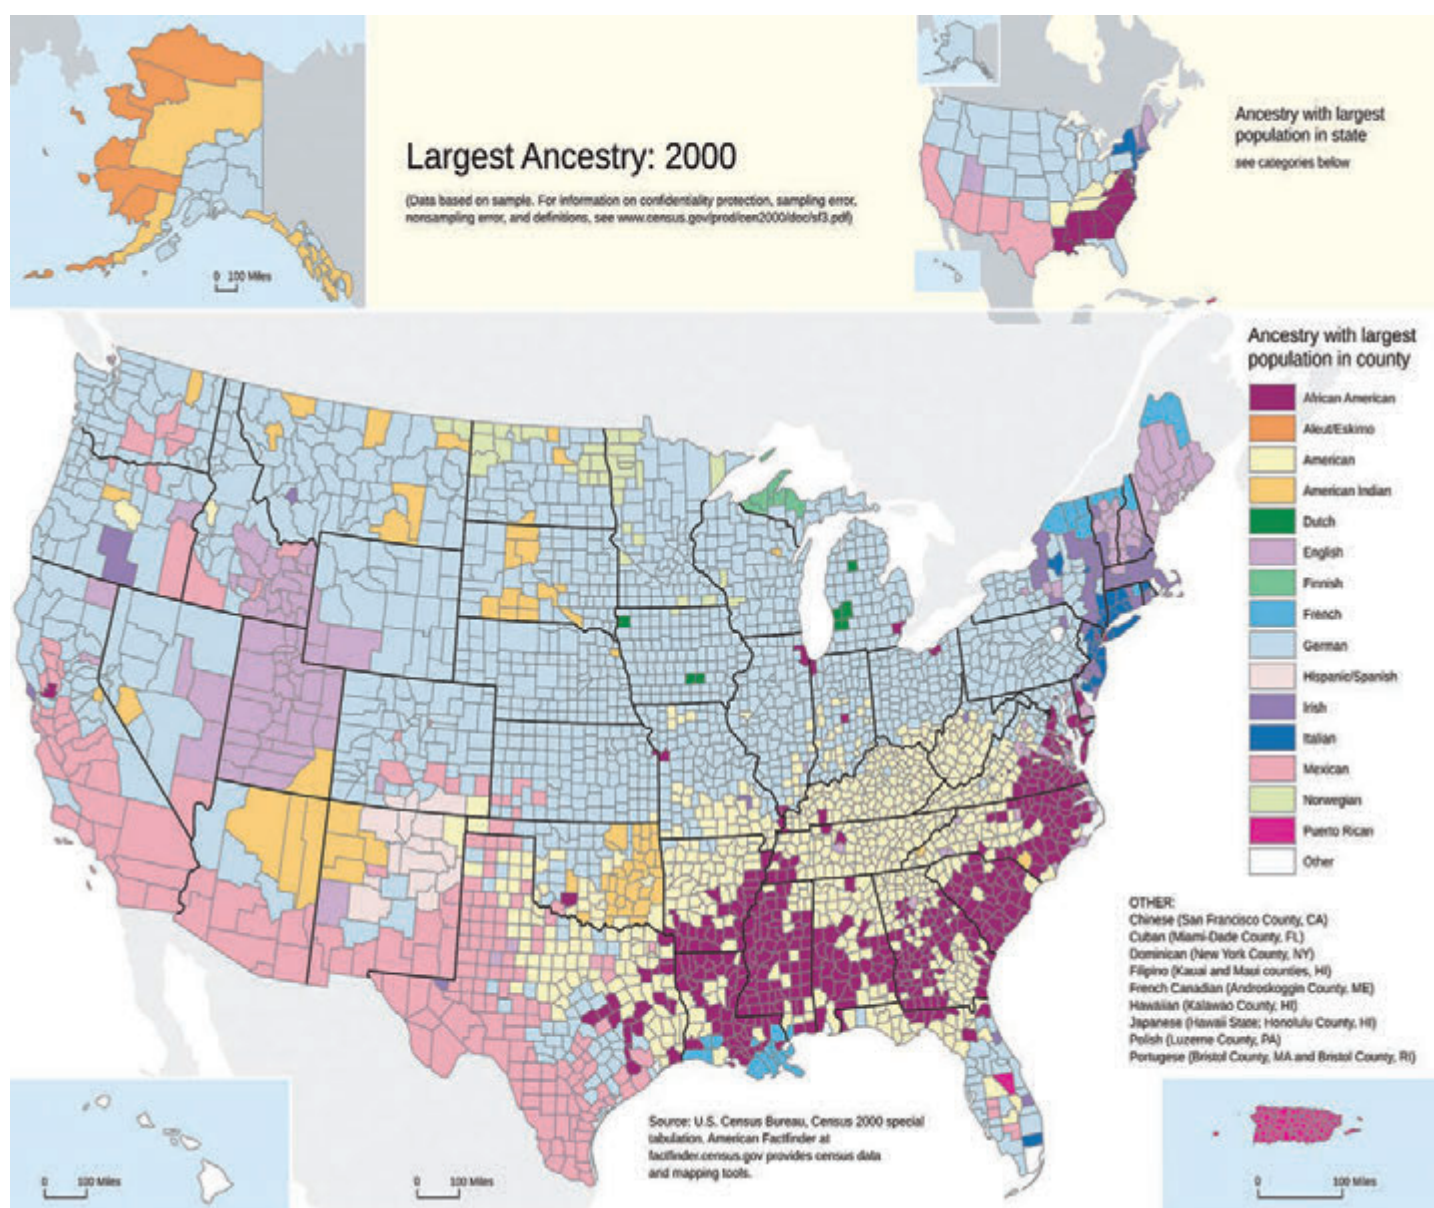 Largest Ancestry: 2000
(Data based on sample. For information on confidentiality protection, sampling error,
nonsampling error, and definitions, see www.census.gov/prod/cen2000/doc/sf3.pdf)
0 100 Miles
Ancestry with largest
population in state
see categories below
Ancestry with largest
population in county
African American
Aleut/Eskimo
American
American Indian
Dutch
English
Finnish
French
German
Hispanic/Spanish
Irish
Italian
Mexican
Norwegian
Puerto Rican
Other
OTHER:
Chinese (San Francisco County, CA)
Cuban (Miami-Dade County, FL)
Dominican (New York County, NY)
Filipino (Kauai and Maui counties, HI)
French Canadian (Androskoggin County, ME)
Hawaiian (Kalawao County, HI)
Japanese (Hawaii State; Honolulu County, HI)
Polish (Luzerne County, PA)
Portugese (Bristol County, MA and Bristol County, RI)
Source: U.S. Census Bureau, Census 2000 special
tabulation. American Factfinder at
factfinder.census.gov provides census data
and mapping tools.
0 100 Miles
0 100 Miles
0 100 Miles